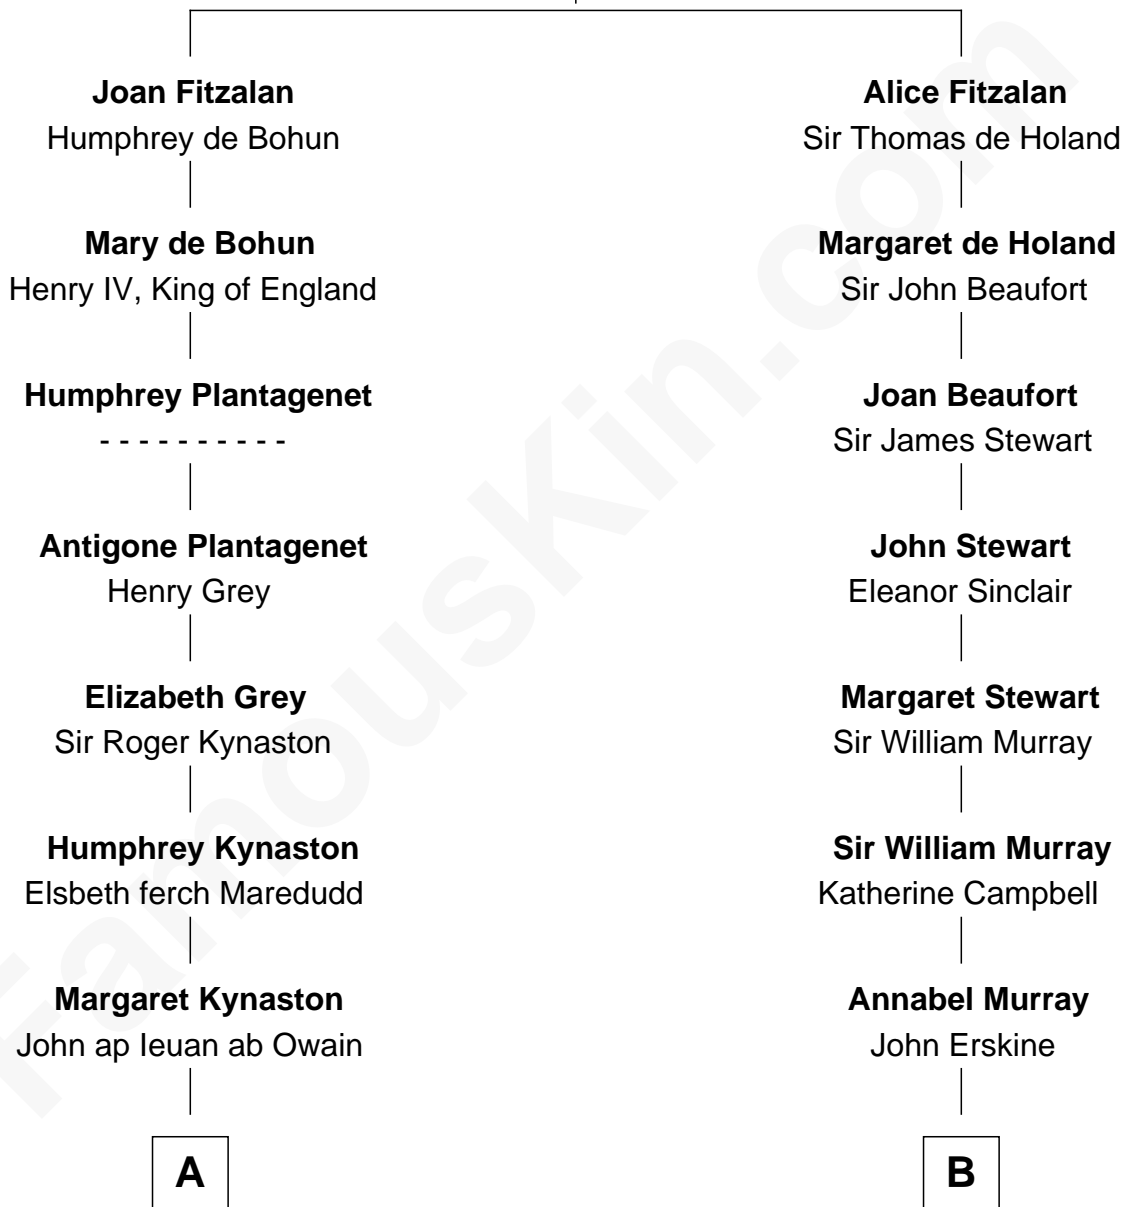 Joan Fitzalan
Humphrey de Bohun
Mary de Bohun
Henry IV, King of England
Humphrey Plantagenet
- - - - - - - - - -
Antigone Plantagenet
Henry Grey
Elizabeth Grey
Sir Roger Kynaston
Humphrey Kynaston
Elsbeth ferch Maredudd
Margaret Kynaston
John ap Ieuan ab Owain
A
Alice Fitzalan
Sir Thomas de Holand
Margaret de Holand
Sir John Beaufort
Joan Beaufort
Sir James Stewart
John Stewart
Eleanor Sinclair
Margaret Stewart
Sir William Murray
Sir William Murray
Katherine Campbell
Annabel Murray
John Erskine
B
FamousKin.com